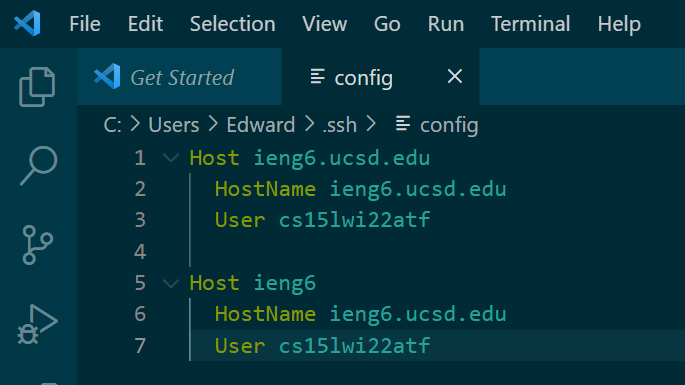 File Edit Selection View Go Run Terminal Help
Get Started config
C: > Users > Edward > .ssh > config
1 Host ieng6.ucsd.edu
2 HostName ieng6.ucsd.edu
3 User cs15lwi22atf
4
5 Host ieng6
6 HostName ieng6.ucsd.edu
7 User cs15lwi22atf